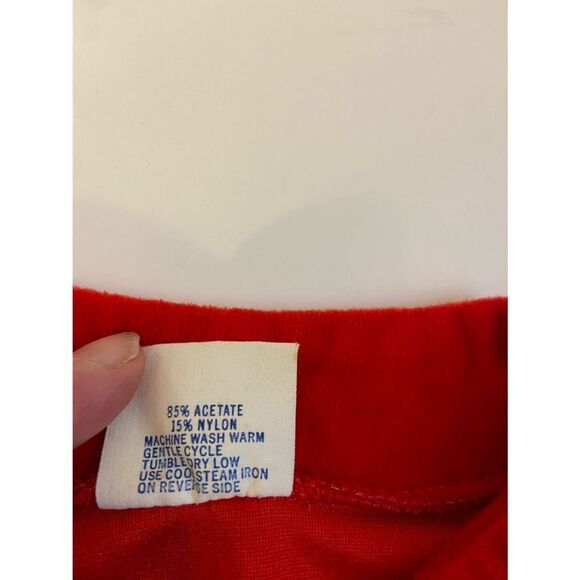 85% ACETATE
15% NYLON
MACHINE WASH WARM
GENTLE CYCLE
TUMBLE DRY LOW
USE COOL STEAM IRON
ON REVERSE SIDE